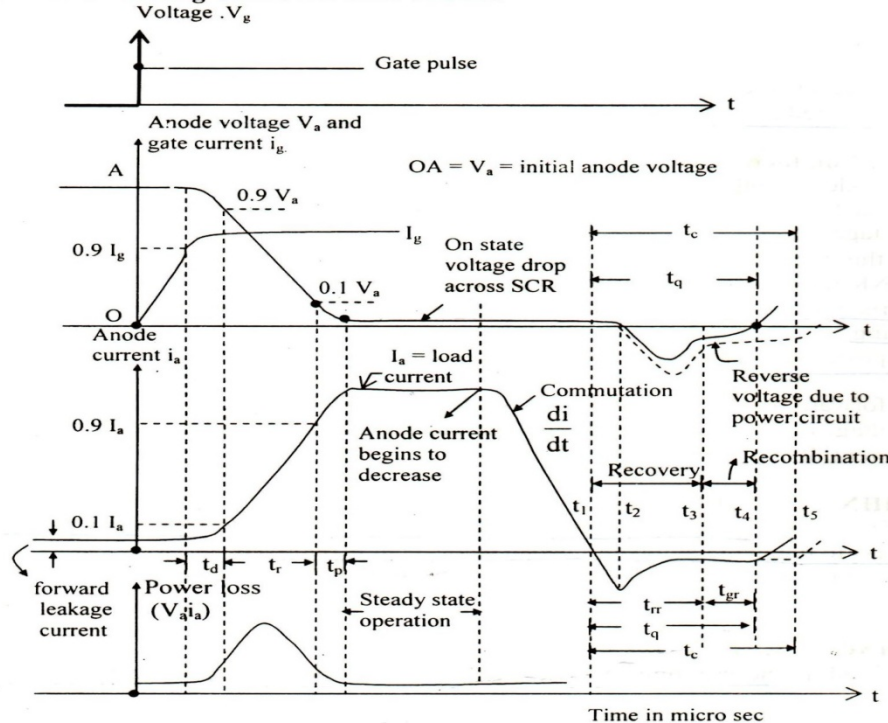 Voltage .Vg
Gate pulse
t
Anode voltage Va and
gate current ig.
A
OA = Va = initial anode voltage
0.9 Va
Ig
0.9 Ig
On state
voltage drop
across SCR
0.1 Va
tc
tq
O
t
Anode
current ia
Ia = load
current
Commutation
di
dt
Reverse
voltage due to
power circuit
0.9 Ia
Anode current
begins to
decrease
Recovery
Recombination
t1
t2
t3
t4
t5
0.1 Ia
t
td
tr
tp
forward
leakage
current
Power loss
(Vaia)
Steady state
operation
trr
tgr
tq
tc
t
Time in micro sec